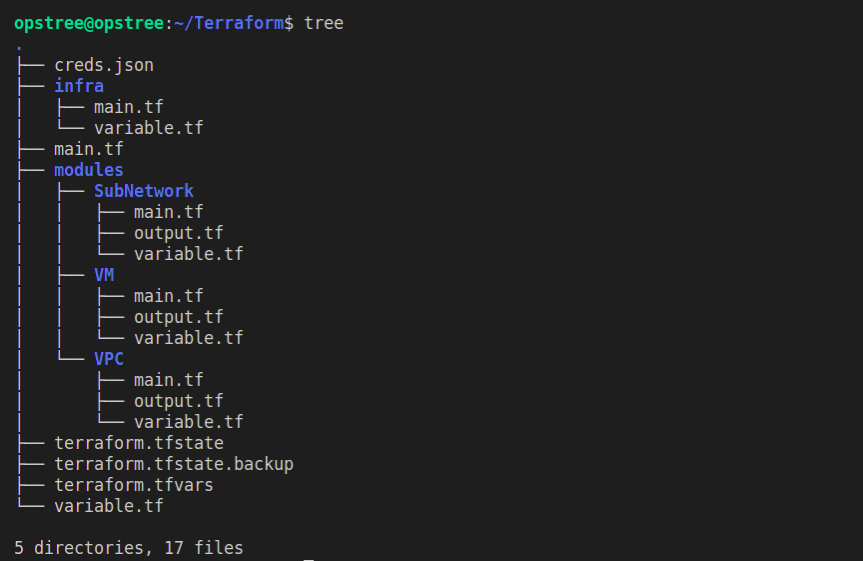 opstree@opstree:~/Terraform$ tree
.
├── creds.json
├── infra
│   ├── main.tf
│   └── variable.tf
├── main.tf
├── modules
│   ├── SubNetwork
│   │   ├── main.tf
│   │   ├── output.tf
│   │   └── variable.tf
│   ├── VM
│   │   ├── main.tf
│   │   ├── output.tf
│   │   └── variable.tf
│   └── VPC
│       ├── main.tf
│       ├── output.tf
│       └── variable.tf
├── terraform.tfstate
├── terraform.tfstate.backup
├── terraform.tfvars
└── variable.tf
5 directories, 17 files